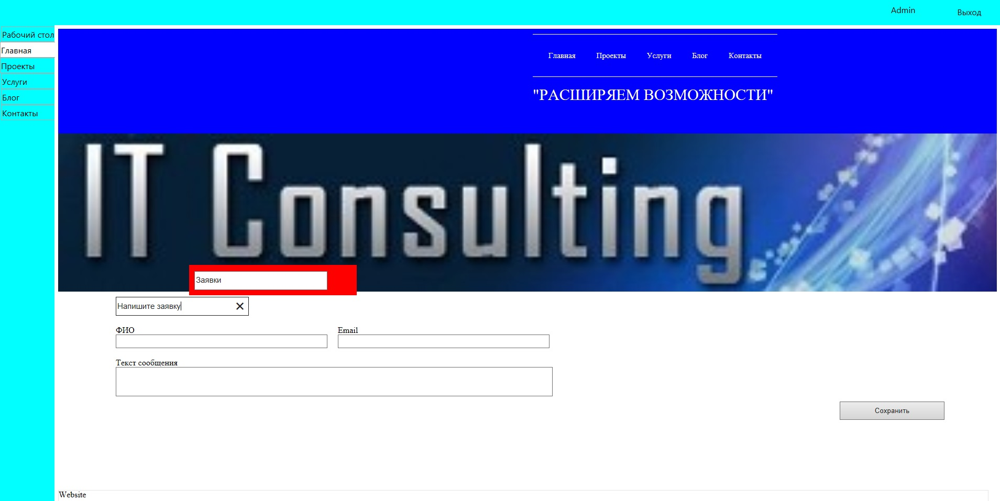 Admin
Выход
Рабочий стол
Главная
Проекты
Услуги
Блог
Контакты
Главная Проекты Услуги Блог Контакты
"РАСШИРЯЕМ ВОЗМОЖНОСТИ"
IT Consulting
Заявки
Напишите заявку
ФИО Email
Текст сообщения
Сохранить
Website